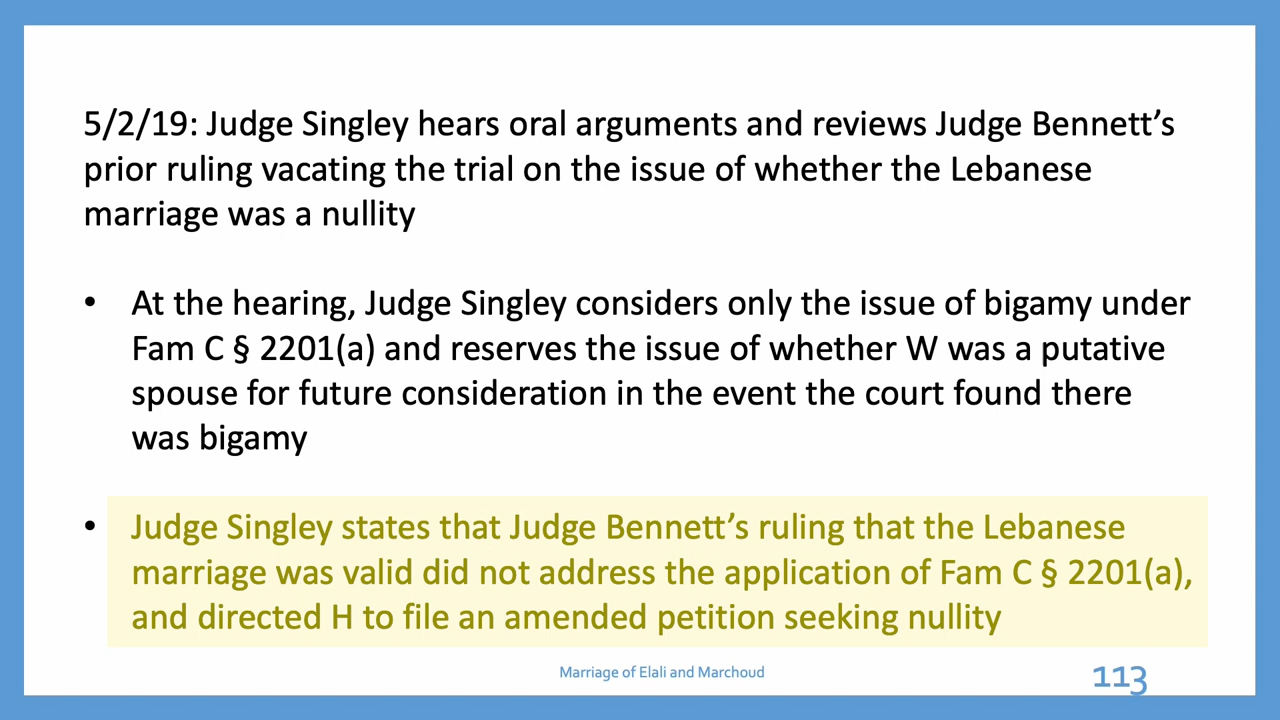 5/2/19: Judge Singley hears oral arguments and reviews Judge Bennett’s
prior ruling vacating the trial on the issue of whether the Lebanese
marriage was a nullity
• At the hearing, Judge Singley considers only the issue of bigamy under
Fam C § 2201(a) and reserves the issue of whether W was a putative
spouse for future consideration in the event the court found there
was bigamy
• Judge Singley states that Judge Bennett’s ruling that the Lebanese
marriage was valid did not address the application of Fam C § 2201(a),
and directed H to file an amended petition seeking nullity
Marriage of Elali and Marchoud
113